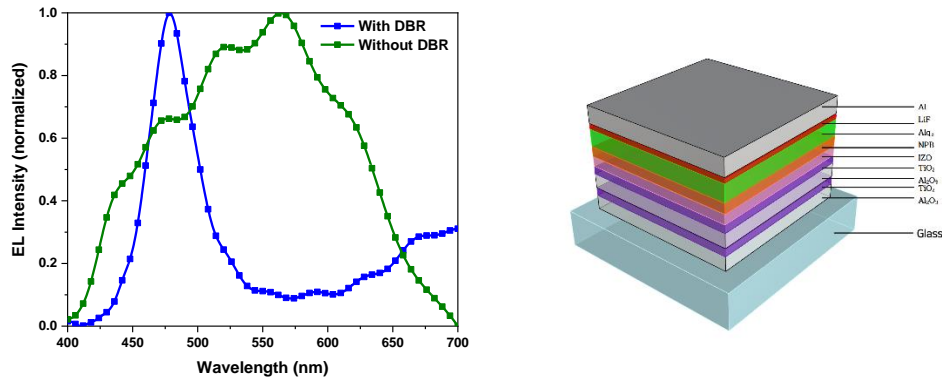 With DBR
Without DBR
EL Intensity (normalized)
1.0
0.8
0.6
0.4
0.2
0.0
400
450
500
550
600
650
700
Wavelength (nm)
Al
LiF
Alq₃
NPB
IZO
TiO₂
Al₂O₃
TiO₂
Al₂O₃
Glass